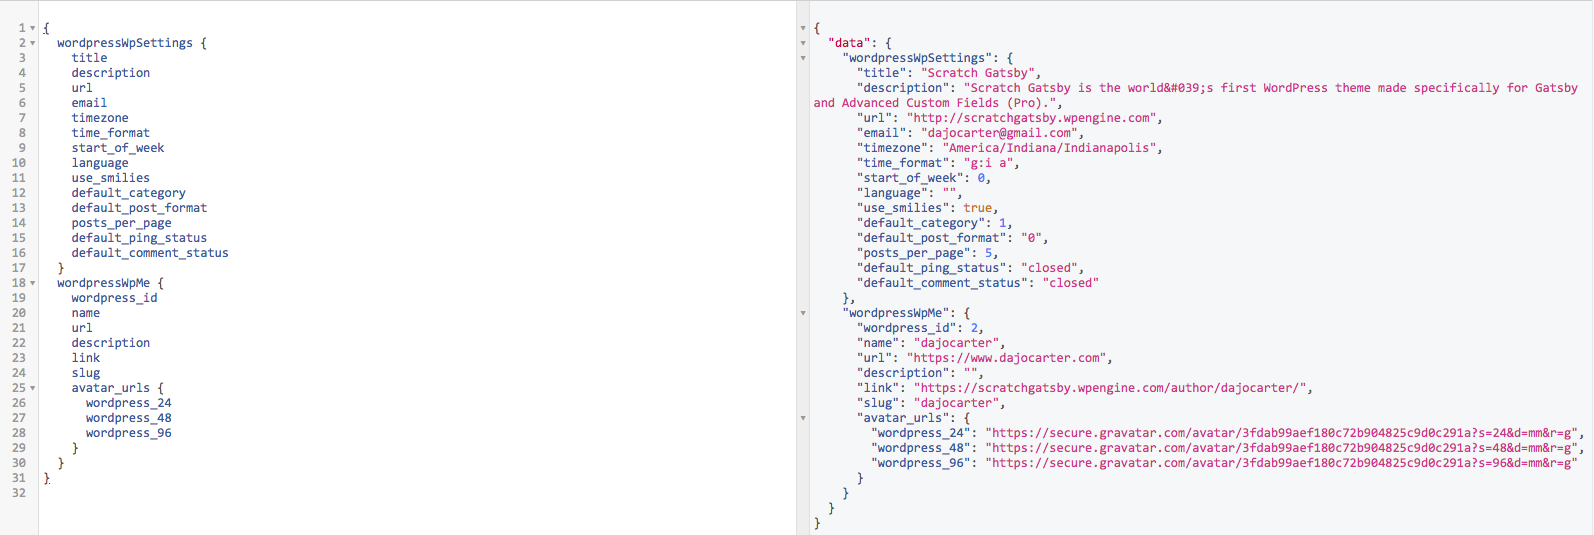 1 {
2 wordpressWpSettings {
3 title
4 description
5 url
6 email
7 timezone
8 time_format
9 start_of_week
10 language
11 use_smilies
12 default_category
13 default_post_format
14 posts_per_page
15 default_ping_status
16 default_comment_status
17 }
18 wordpressWpMe {
19 wordpress_id
20 name
21 url
22 description
23 link
24 slug
25 avatar_urls {
26 wordpress_24
27 wordpress_48
28 wordpress_96
29 }
30 }
31 }
32
{
"data": {
"wordpressWpSettings": {
"title": "Scratch Gatsby",
"description": "Scratch Gatsby is the world&#039;s first WordPress theme made specifically for Gatsby
and Advanced Custom Fields (Pro).",
"url": "http://scratchgatsby.wpengine.com",
"email": "dajocarter@gmail.com",
"timezone": "America/Indiana/Indianapolis",
"time_format": "g:i a",
"start_of_week": 0,
"language": "",
"use_smilies": true,
"default_category": 1,
"default_post_format": "0",
"posts_per_page": 5,
"default_ping_status": "closed",
"default_comment_status": "closed"
},
"wordpressWpMe": {
"wordpress_id": 2,
"name": "dajocarter",
"url": "https://www.dajocarter.com",
"description": "",
"link": "https://scratchgatsby.wpengine.com/author/dajocarter/",
"slug": "dajocarter",
"avatar_urls": {
"wordpress_24": "https://secure.gravatar.com/avatar/3fdab99aef180c72b904825c9d0c291a?s=24&d=mm&r=g",
"wordpress_48": "https://secure.gravatar.com/avatar/3fdab99aef180c72b904825c9d0c291a?s=48&d=mm&r=g",
"wordpress_96": "https://secure.gravatar.com/avatar/3fdab99aef180c72b904825c9d0c291a?s=96&d=mm&r=g"
}
}
}
}